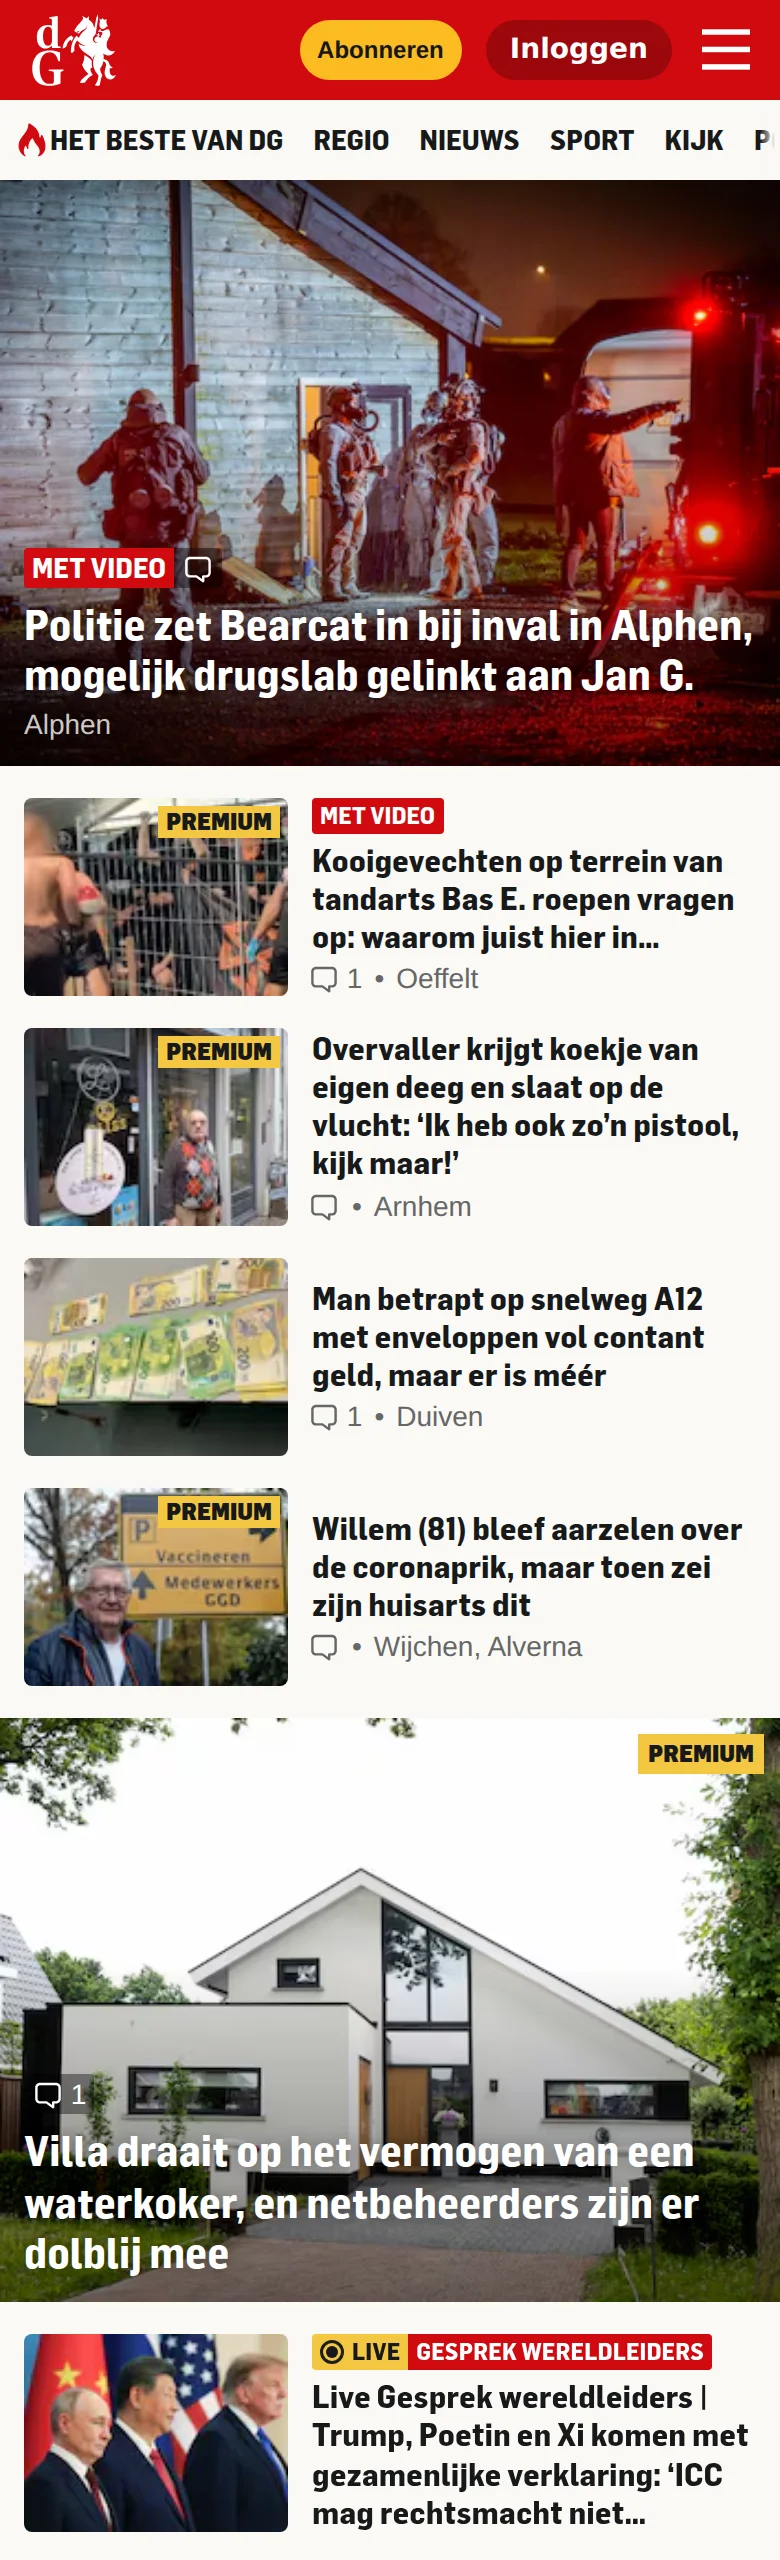 dG
Abonneren
Inloggen
HET BESTE VAN DG
REGIO
NIEUWS
SPORT
KIJK
MET VIDEO
Politie zet Bearcat in bij inval in Alphen,
mogelijk drugslab gelinkt aan Jan G.
Alphen
PREMIUM
MET VIDEO
Kooigevechten op terrein van
tandarts Bas E. roepen vragen
op: waarom juist hier in...
1 • Oeffelt
PREMIUM
Overvaller krijgt koekje van
eigen deeg en slaat op de
vlucht: ‘Ik heb ook zo’n pistool,
kijk maar!’
• Arnhem
Man betrapt op snelweg A12
met enveloppen vol contant
geld, maar er is méér
1 • Duiven
PREMIUM
P
Vaccineren
Medewerkers
GGD
Willem (81) bleef aarzelen over
de coronaprik, maar toen zei
zijn huisarts dit
• Wijchen, Alverna
PREMIUM
1
Villa draait op het vermogen van een
waterkoker, en netbeheerders zijn er
dolblij mee
LIVE GESPREK WERELDLEIDERS
Live Gesprek wereldleiders |
Trump, Poetin en Xi komen met
gezamenlijke verklaring: ‘ICC
mag rechtsmacht niet...